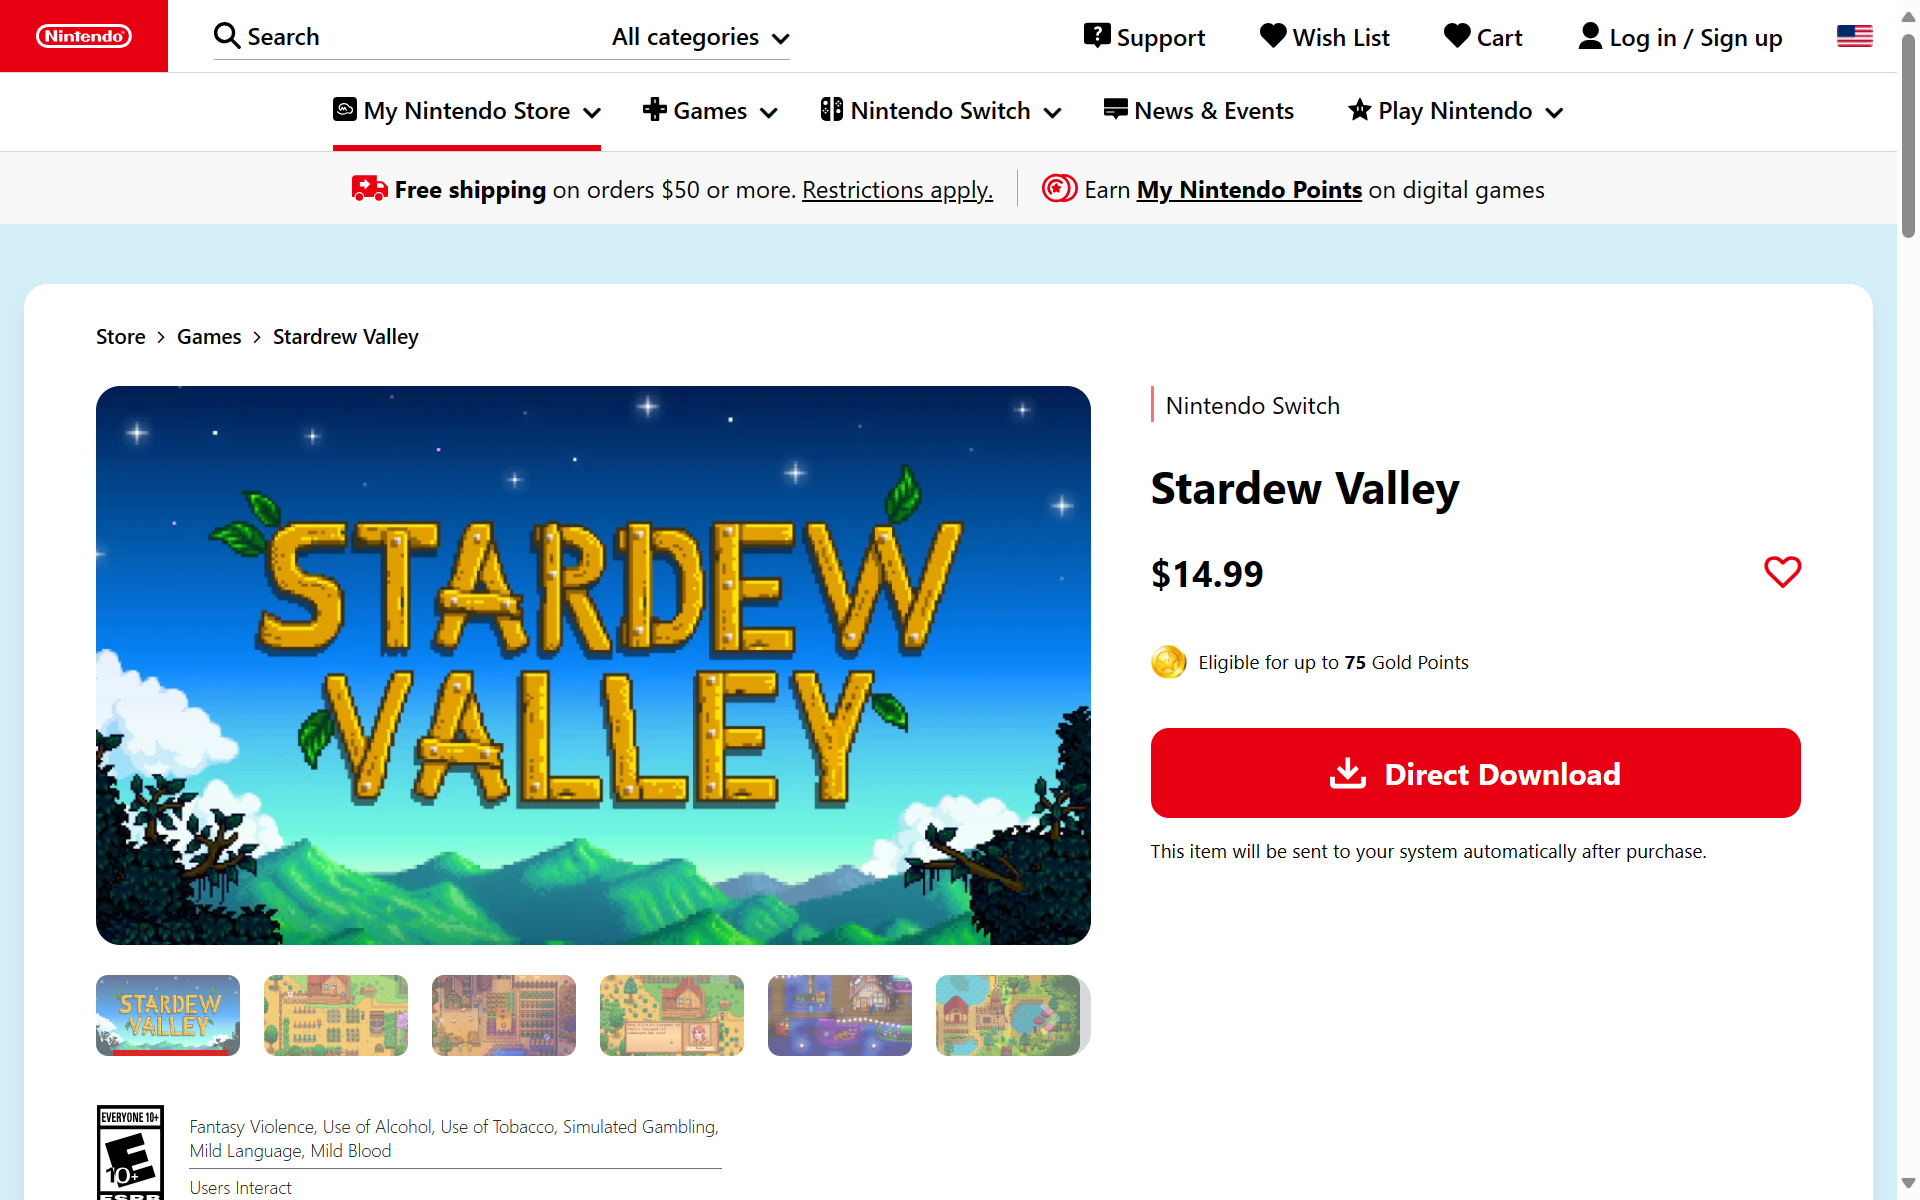 Nintendo
Search
All categories
Support
Wish List
Cart
Log in / Sign up
My Nintendo Store
Games
Nintendo Switch
News & Events
Play Nintendo
Free shipping on orders $50 or more. Restrictions apply.
Earn My Nintendo Points on digital games
Store > Games > Stardrew Valley
STARDEW
VALLEY
Nintendo Switch
Stardew Valley
$14.99
Eligible for up to 75 Gold Points
Direct Download
This item will be sent to your system automatically after purchase.
STARDEW
VALLEY
EVERYONE 10+
E
10+
ESRB
Fantasy Violence, Use of Alcohol, Use of Tobacco, Simulated Gambling,
Mild Language, Mild Blood
Users Interact